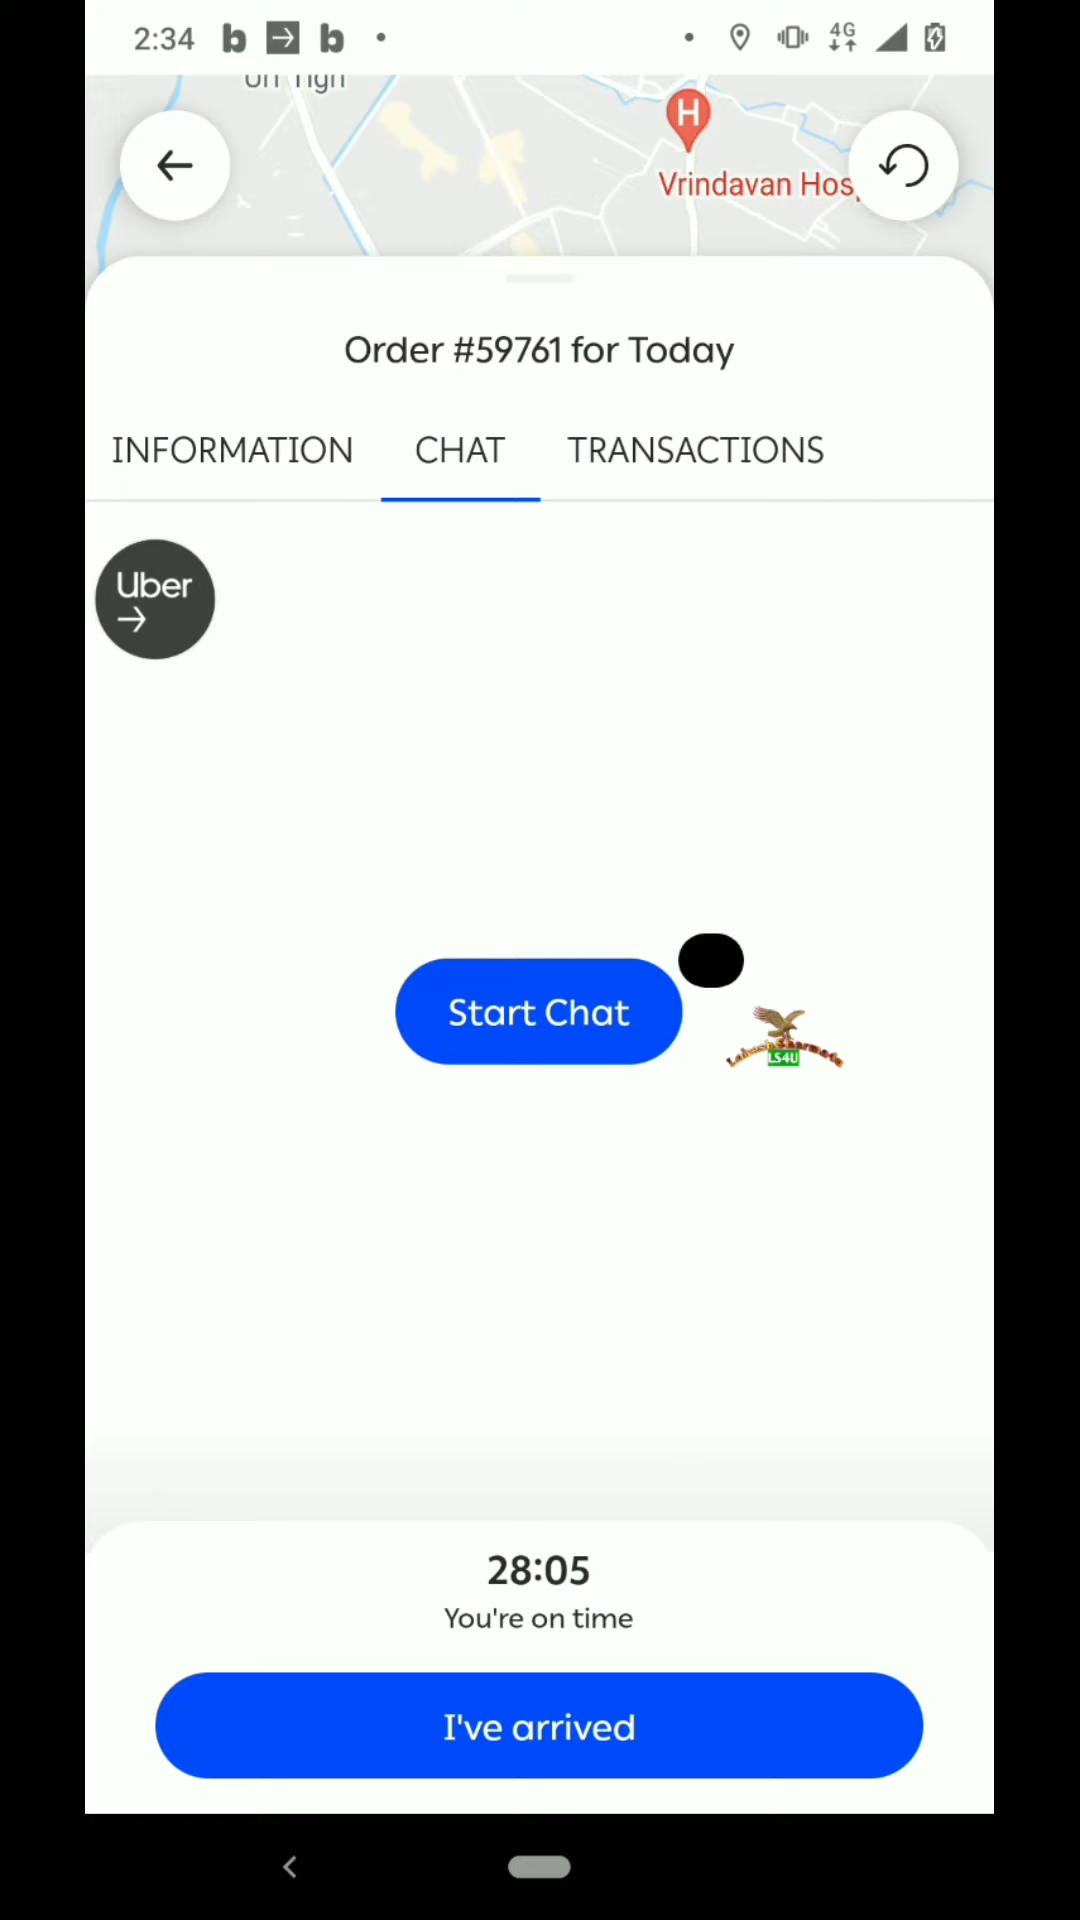 2:34
4G
H
Vrindavan Hos
Order #59761 for Today
INFORMATION CHAT TRANSACTIONS
Uber
Start Chat
LS4U
28:05
You're on time
I've arrived